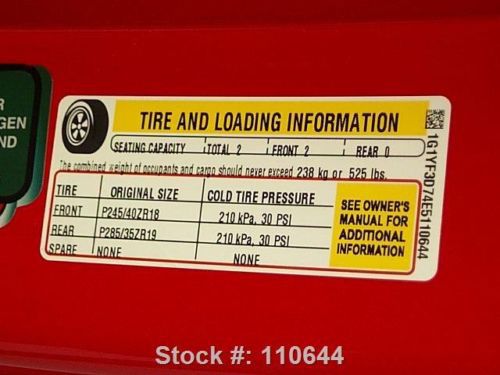 R
GEN
ND
TIRE AND LOADING INFORMATION
SEATING CAPACITY TOTAL 2 FRONT 2 REAR 0
The combined weight of occupants and cargo should never exceed 238 kg or 525 lbs.
TIRE ORIGINAL SIZE COLD TIRE PRESSURE
FRONT P245/40ZR18 210 kPa, 30 PSI
REAR P285/35ZR19 210 kPa, 30 PSI
SPARE NONE NONE
SEE OWNER'S
MANUAL FOR
ADDITIONAL
INFORMATION
1G1YF3D74E5110644
Stock #: 110644